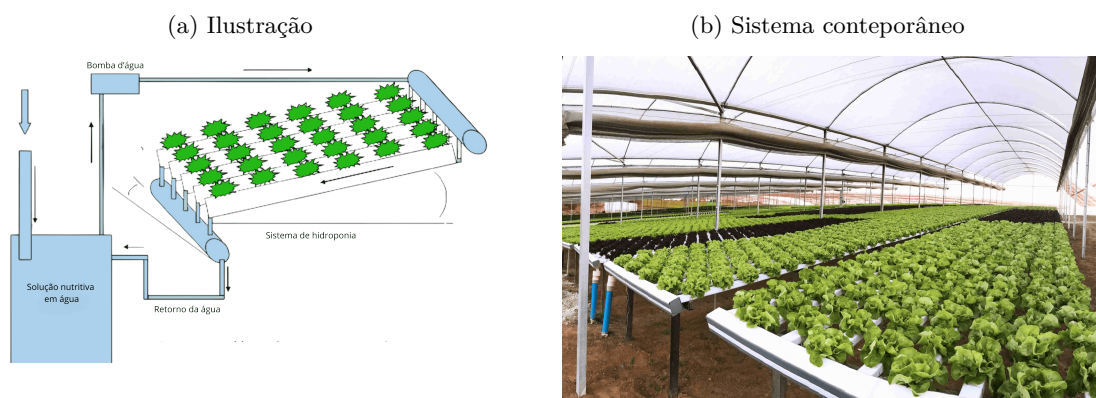 (a) Ilustração
(b) Sistema conteporâneo
Bomba d'água
Sistema de hidroponia
Solução nutritiva
em água
Retorno da água